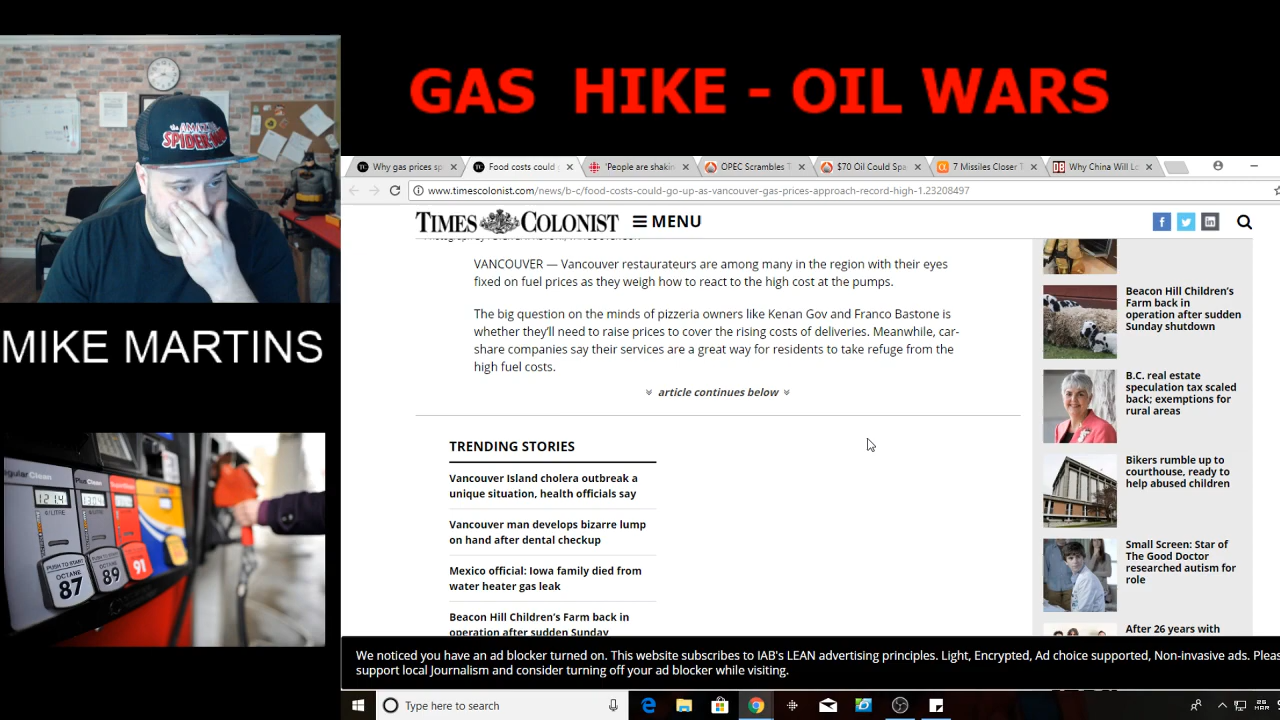 GAS HIKE - OIL WARS
THE AMAZING
SPIDER-MAN
MIKE MARTINS
Why gas prices sp
Food costs could
'People are shakin
OPEC Scrambles T
$70 Oil Could Spa
7 Missiles Closer T
Why China Will Lo
www.timescolonist.com/news/b-c/food-costs-could-go-up-as-vancouver-gas-prices-approach-record-high-1.23208497
TIMES COLONIST
MENU
VANCOUVER — Vancouver restaurateurs are among many in the region with their eyes
fixed on fuel prices as they weigh how to react to the high cost at the pumps.
The big question on the minds of pizzeria owners like Kenan Gov and Franco Bastone is
whether they'll need to raise prices to cover the rising costs of deliveries. Meanwhile, car-
share companies say their services are a great way for residents to take refuge from the
high fuel costs.
article continues below
TRENDING STORIES
Vancouver Island cholera outbreak a
unique situation, health officials say
Vancouver man develops bizarre lump
on hand after dental checkup
Mexico official: Iowa family died from
water heater gas leak
Beacon Hill Children's Farm back in
operation after sudden Sunday
Beacon Hill Children's
Farm back in
operation after sudden
Sunday shutdown
B.C. real estate
speculation tax scaled
back; exemptions for
rural areas
Bikers rumble up to
courthouse, ready to
help abused children
Small Screen: Star of
The Good Doctor
researched autism for
role
After 26 years with
We noticed you have an ad blocker turned on. This website subscribes to IAB's LEAN advertising principles. Light, Encrypted, Ad choice supported, Non-invasive ads. Pleas
support local Journalism and consider turning off your ad blocker while visiting.
121.4
PUSH TO START
OCTANE
87
OCTANE
89
91
Type here to search